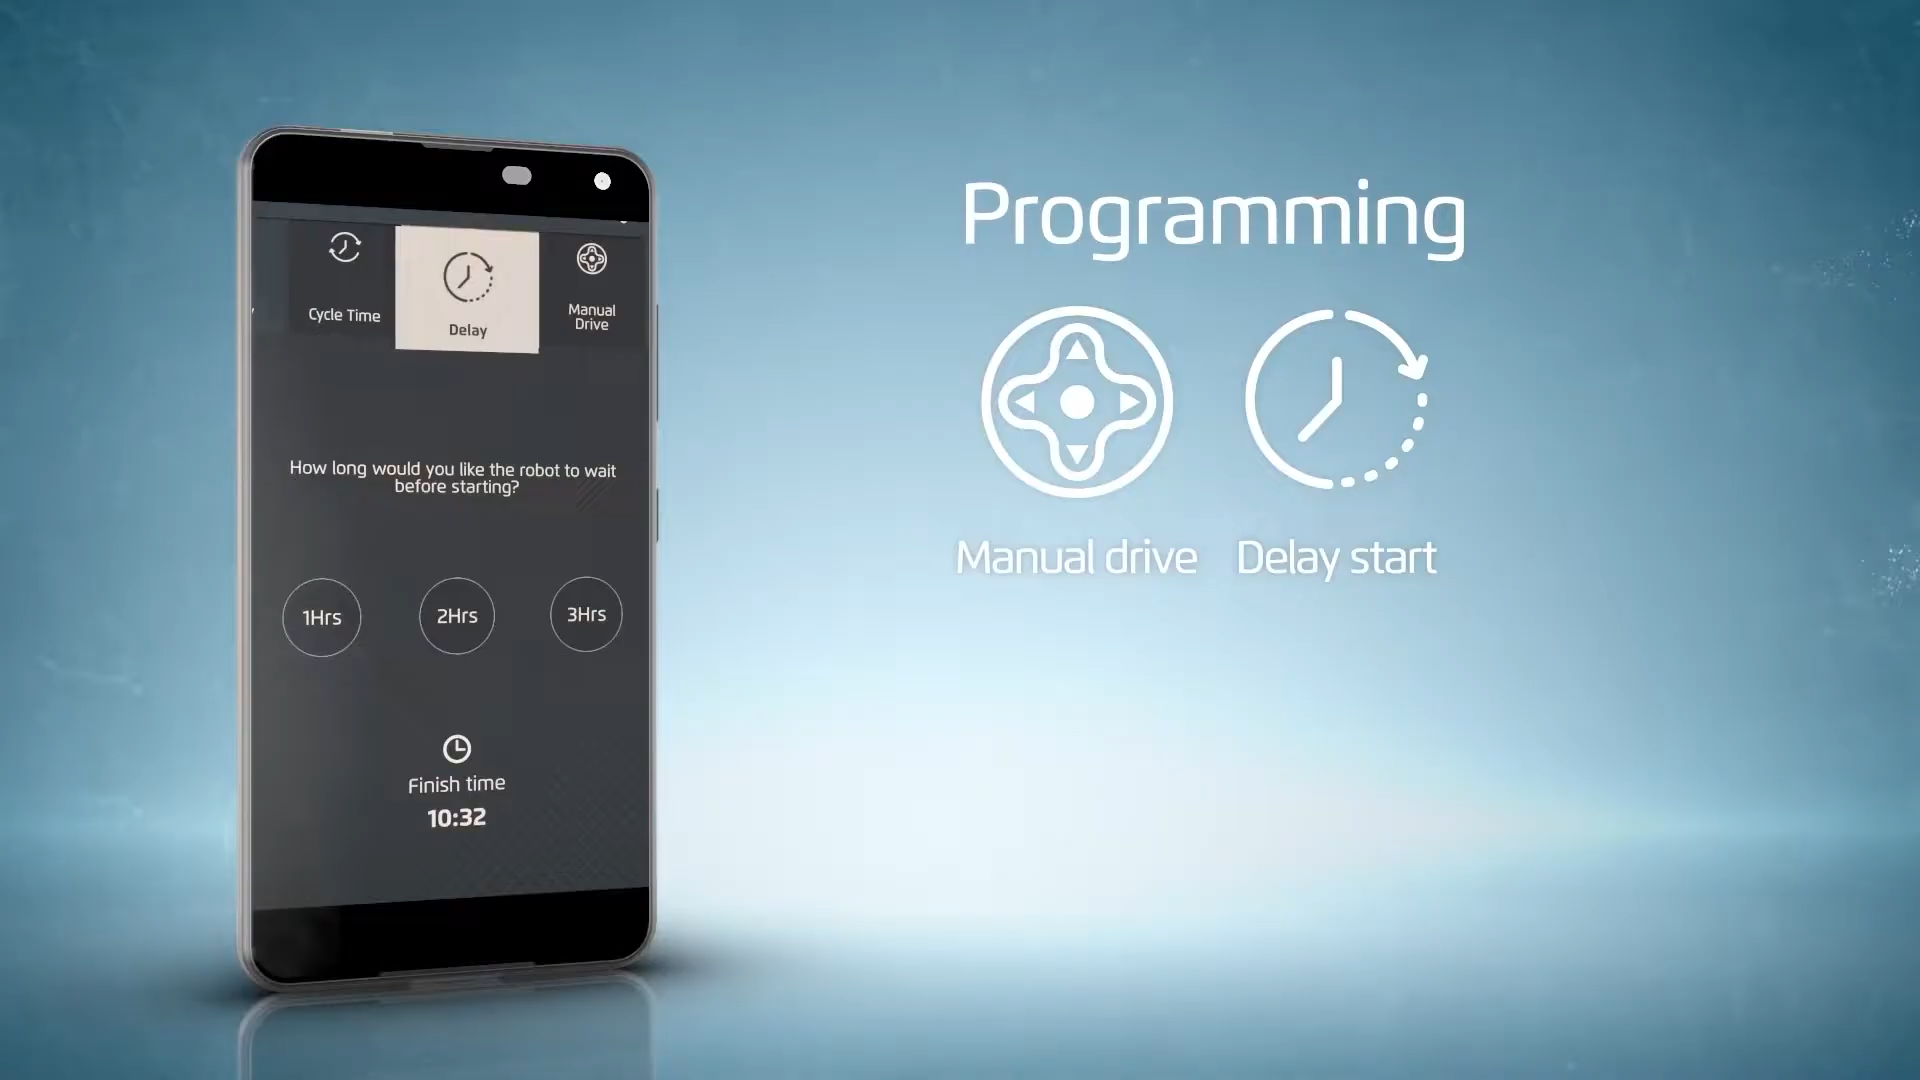 Cycle Time
Delay
Manual
Drive
How long would you like the robot to wait
before starting?
1Hrs
2Hrs
3Hrs
Finish time
10:32
Programming
Manual drive
Delay start